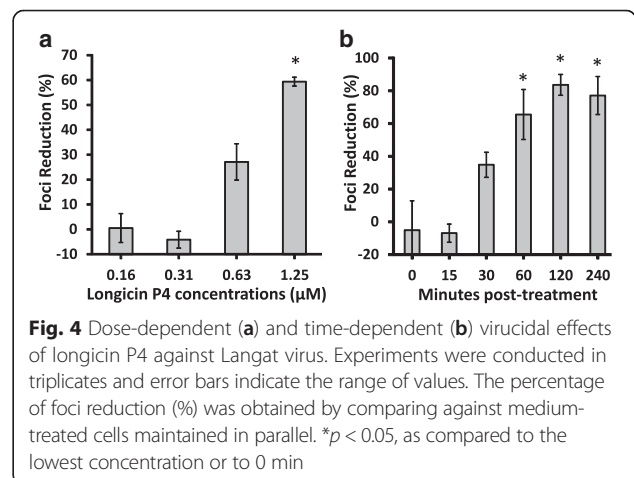 a
70
60
50
40
30
20
10
0
-10
Foci Reduction (%)
*
0.16 0.31 0.63 1.25
Longicin P4 concentrations (μM)
b
100
80
60
40
20
0
-20
Foci Reduction (%)
* * *
0 15 30 60 120 240
Minutes post-treatment
Fig. 4 Dose-dependent (a) and time-dependent (b) virucidal effects
of longicin P4 against Langat virus. Experiments were conducted in
triplicates and error bars indicate the range of values. The percentage
of foci reduction (%) was obtained by comparing against medium-
treated cells maintained in parallel. *p < 0.05, as compared to the
lowest concentration or to 0 min